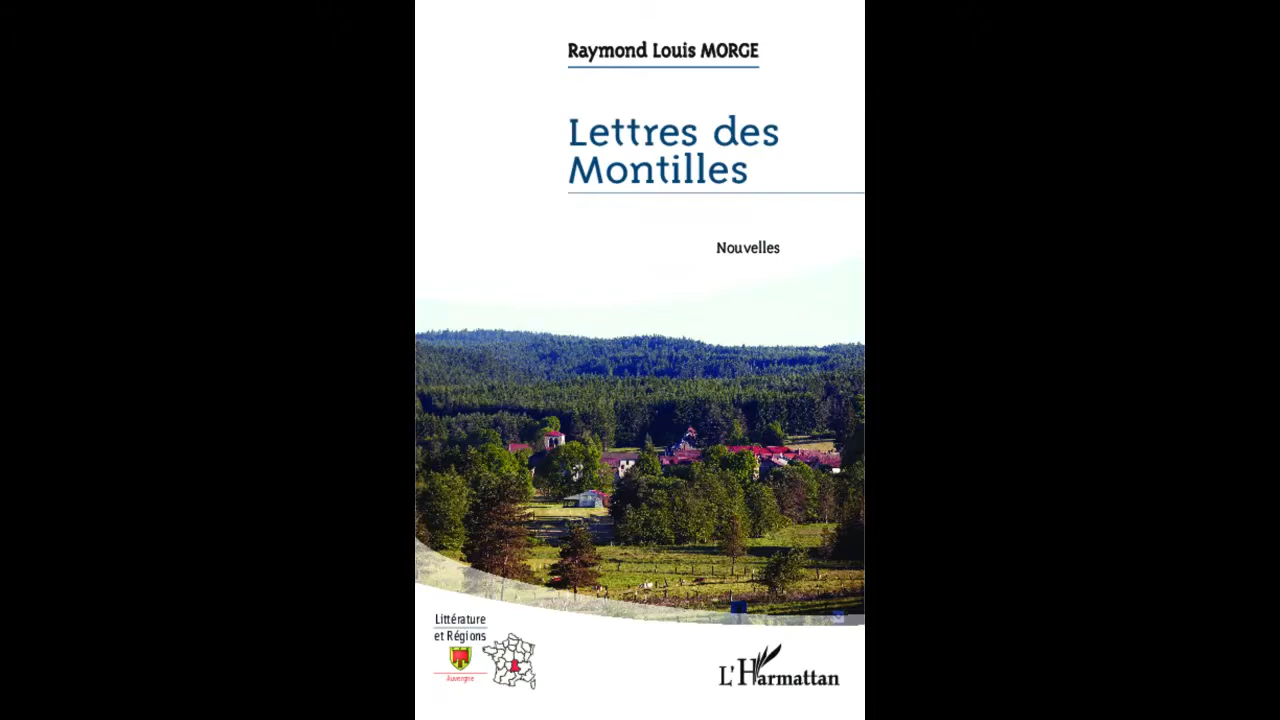 Raymond Louis MORGE
Lettres des
Montilles
Nouvelles
Littérature
et Régions
Auvergne
L'Harmattan